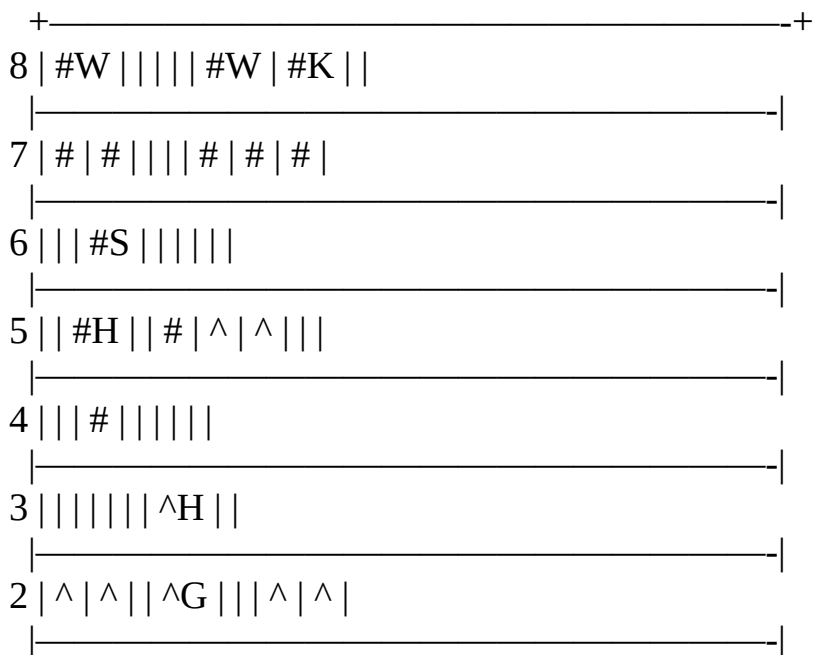 +———————————————————-+
8 | #W | | | | | #W | #K | |
|———————————————————-|
7 | # | # | | | | # | # | # |
|———————————————————-|
6 | | | #S | | | | | |
|———————————————————-|
5 | | #H | | # | ^ | ^ | | |
|———————————————————-|
4 | | | # | | | | | |
|———————————————————-|
3 | | | | | | | ^H | |
|———————————————————-|
2 | ^ | ^ | | ^G | | | ^ | ^ |
|———————————————————-|